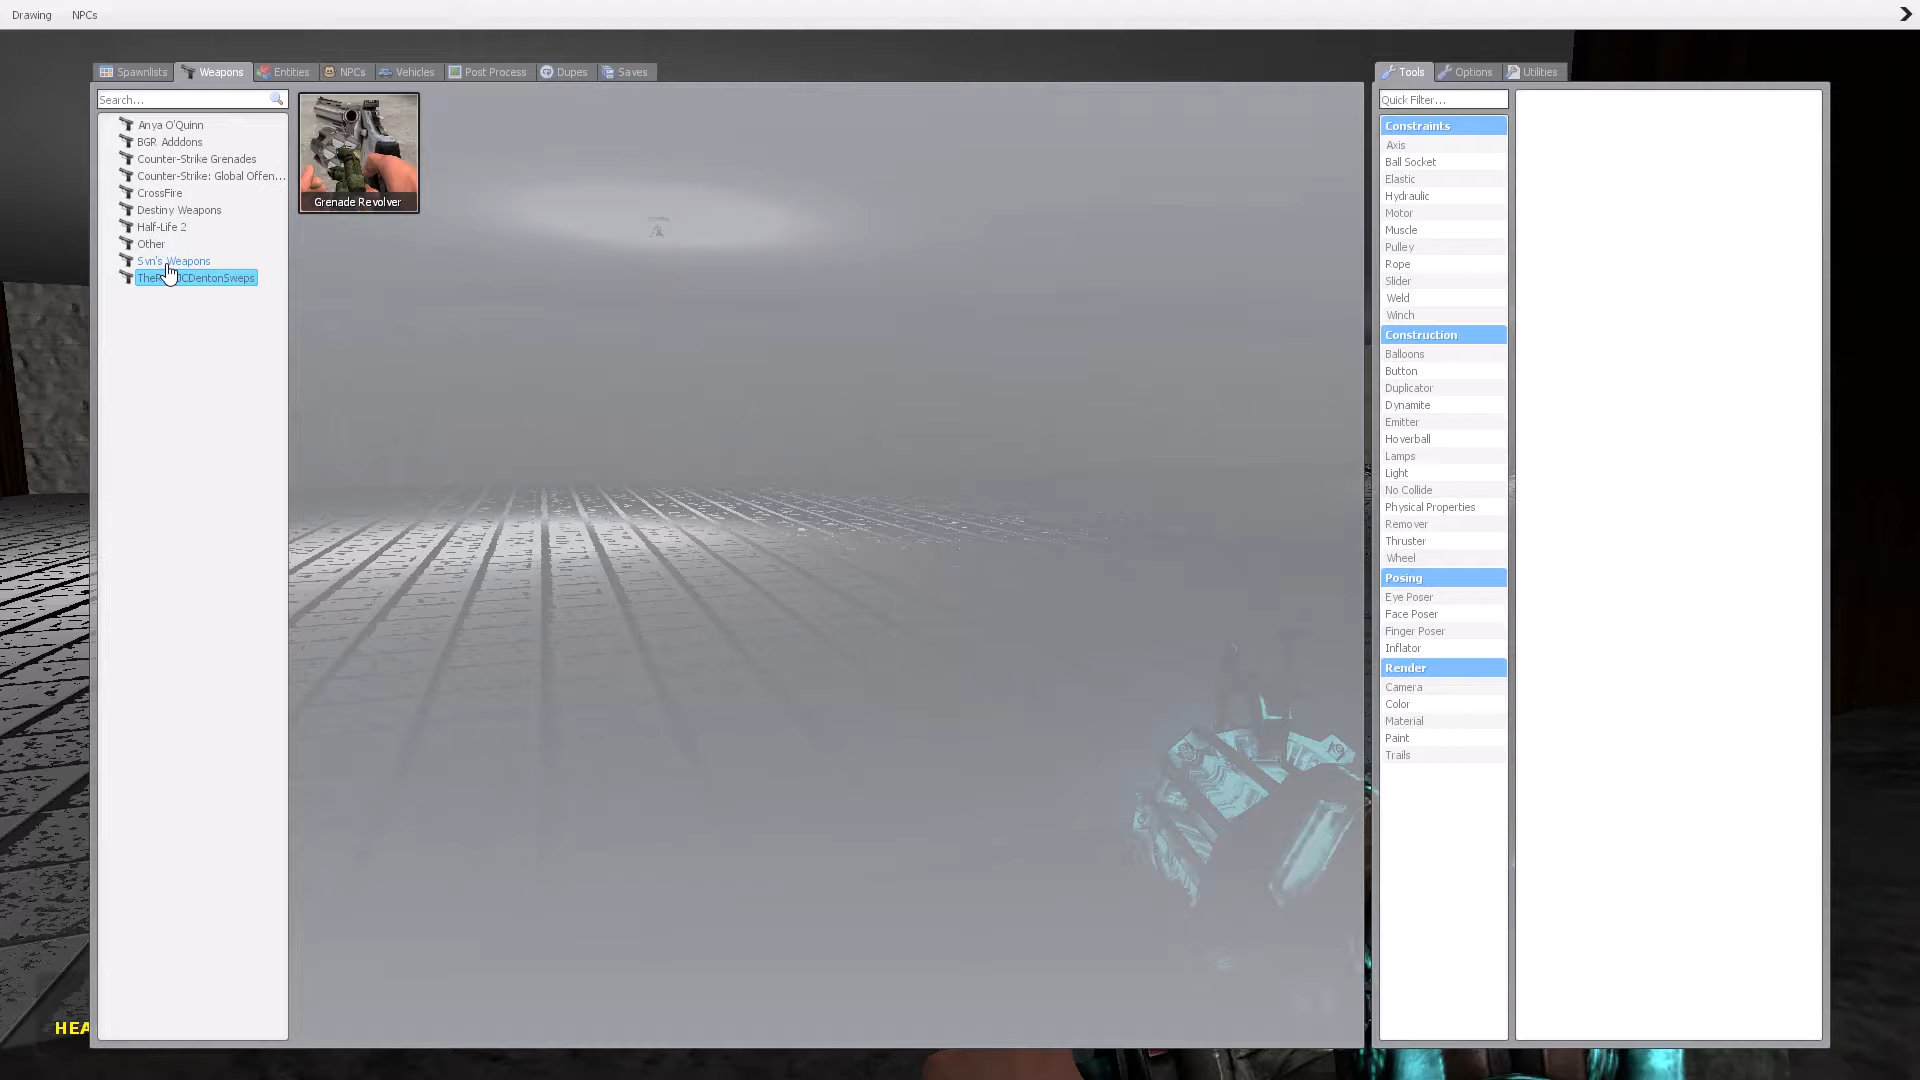 Drawing NPCs
Spawnlists Weapons Entities NPCs Vehicles Post Process Dupes Saves
Tools Options Utilities
Search...
Anya O'Quinn
BGR Adddons
Counter-Strike Grenades
Counter-Strike: Global Offen...
CrossFire
Destiny Weapons
Half-Life 2
Other
Svn's Weapons
Grenade Revolver
Quick Filter...
Constraints
Axis
Ball Socket
Elastic
Hydraulic
Motor
Muscle
Pulley
Rope
Slider
Weld
Winch
Construction
Balloons
Button
Duplicator
Dynamite
Emitter
Hoverball
Lamps
Light
No Collide
Physical Properties
Remover
Thruster
Wheel
Posing
Eye Poser
Face Poser
Finger Poser
Inflator
Render
Camera
Color
Material
Paint
Trails
HEA